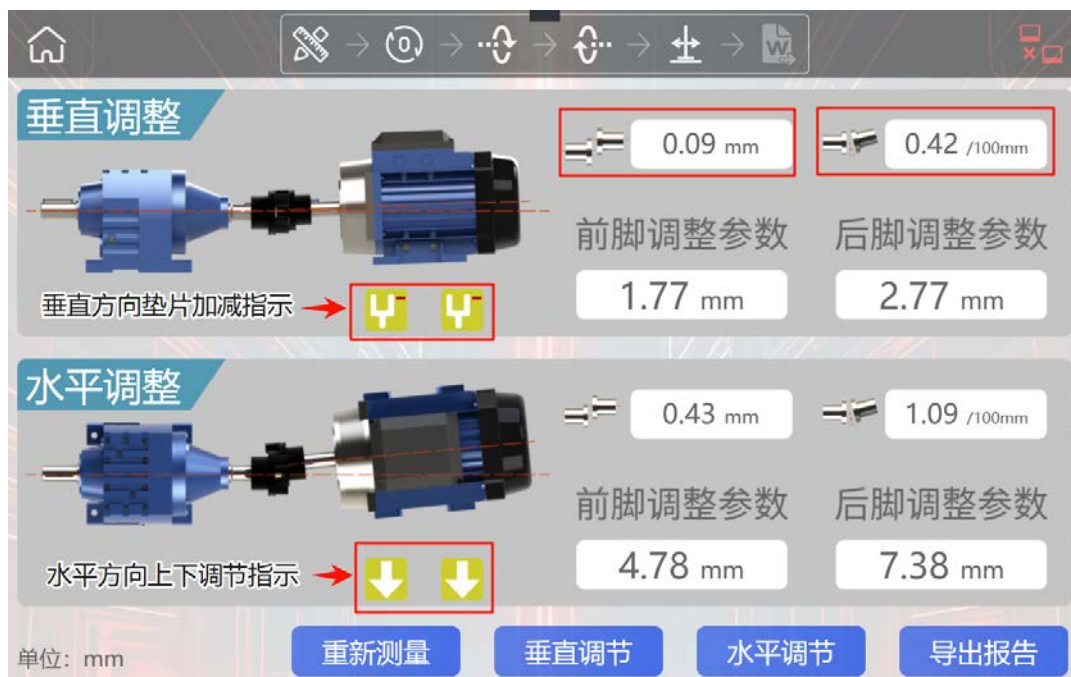 垂直调整
0.09 mm
0.42 /100mm
前脚调整参数
后脚调整参数
1.77 mm
2.77 mm
垂直方向垫片加减指示
水平调整
0.43 mm
1.09 /100mm
前脚调整参数
后脚调整参数
4.78 mm
7.38 mm
水平方向上下调节指示
单位：mm
重新测量
垂直调节
水平调节
导出报告